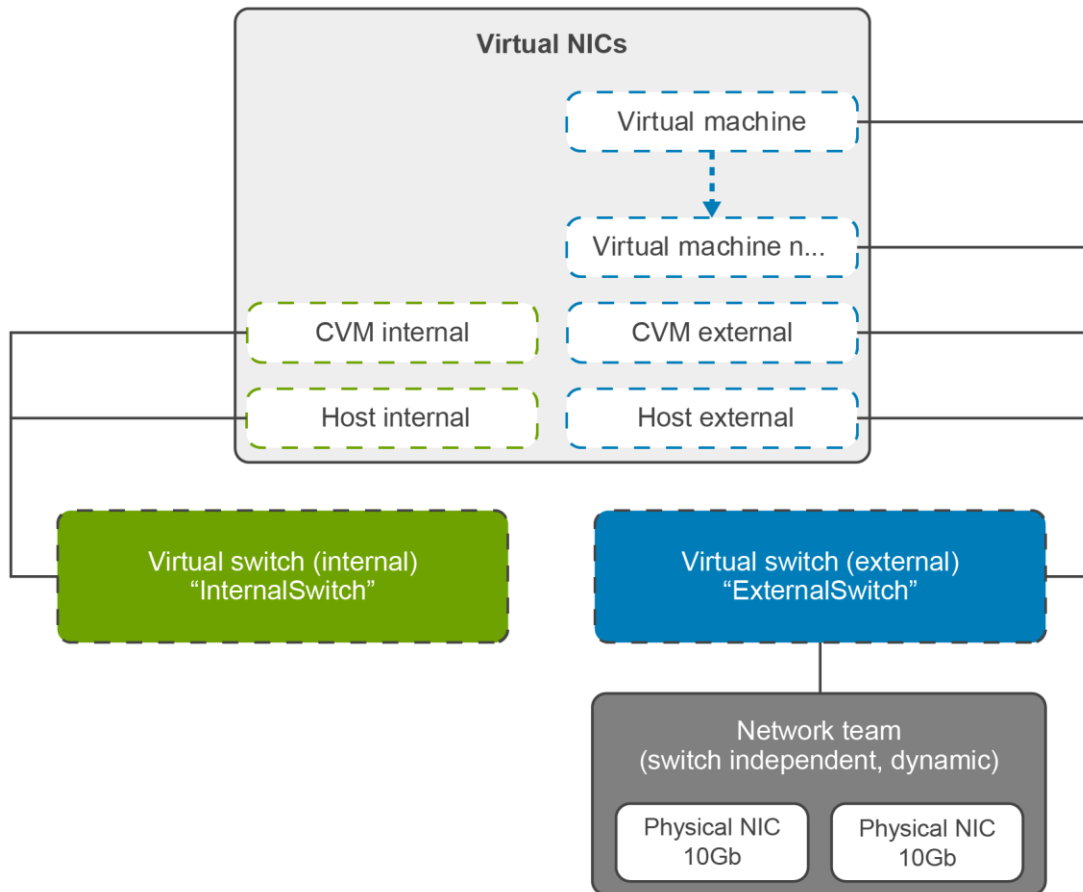 Virtual NICs
Virtual machine
Virtual machine n...
CVM internal
CVM external
Host internal
Host external
Virtual switch (internal)
“InternalSwitch”
Virtual switch (external)
“ExternalSwitch”
Network team
(switch independent, dynamic)
Physical NIC
10Gb
Physical NIC
10Gb